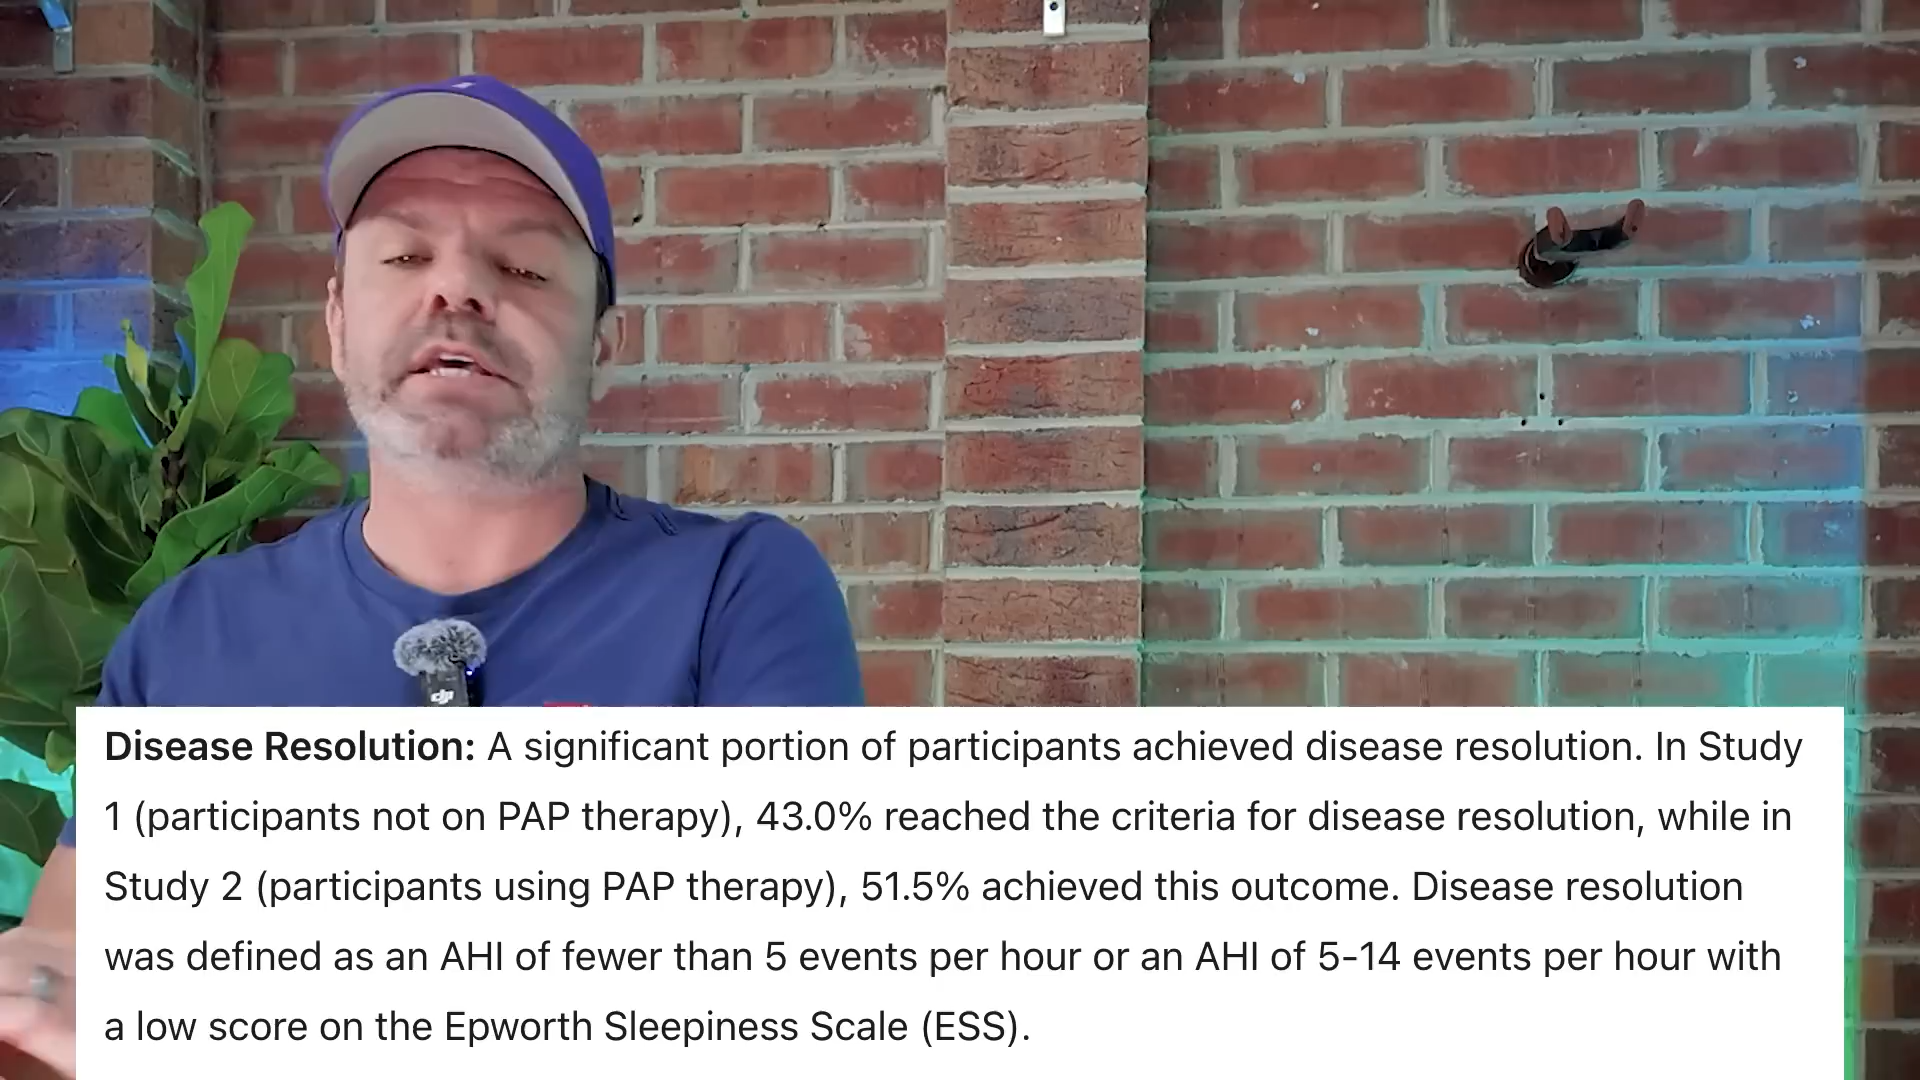 dji
Disease Resolution: A significant portion of participants achieved disease resolution. In Study
1 (participants not on PAP therapy), 43.0% reached the criteria for disease resolution, while in
Study 2 (participants using PAP therapy), 51.5% achieved this outcome. Disease resolution
was defined as an AHI of fewer than 5 events per hour or an AHI of 5-14 events per hour with
a low score on the Epworth Sleepiness Scale (ESS).